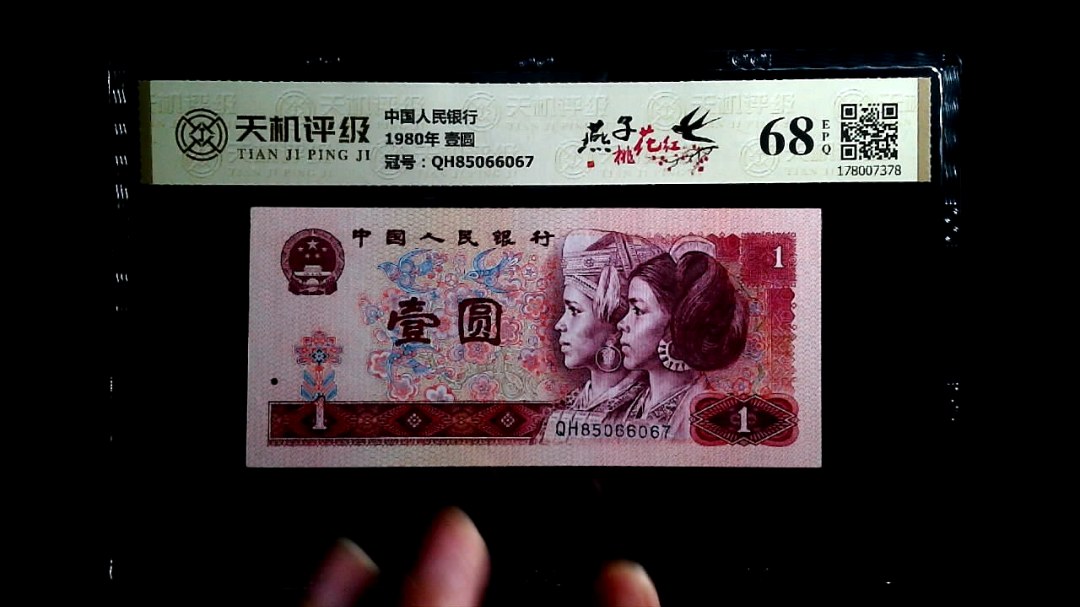 天机评级
TIAN JI PING JI
中国人民银行
1980年 壹圆
冠号：QH85066067
燕子
桃花红
68
EPQ
178007378
中国人民银行
壹圆
1
1
QH85066067
1